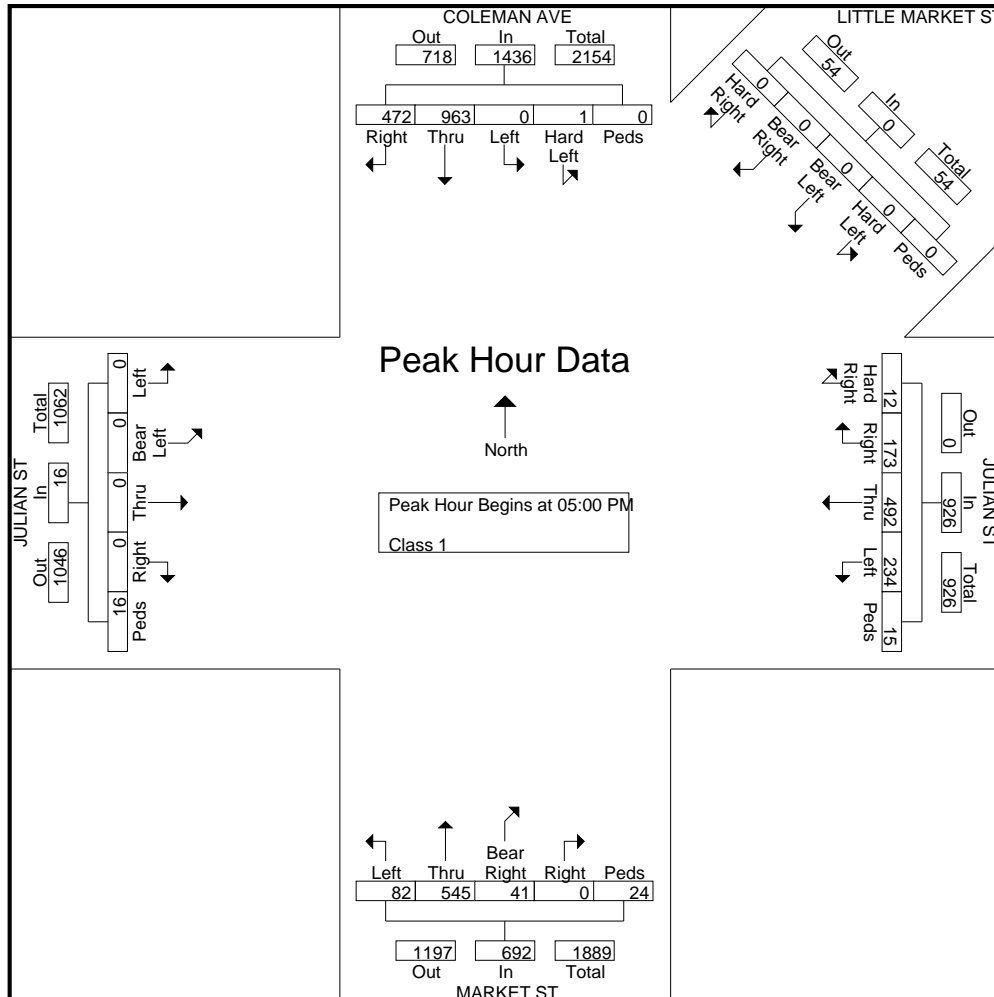 COLEMAN AVE
Out In Total
718 1436 2154
472 963 0 1 0
Right Thru Left Hard Left Peds
LITTLE MARKET ST
Out
54
In
0
Total
54
0 0 0 0 0
Hard Right
Bear Right
Bear Left
Hard Left
Peds
Peak Hour Data
North
Peak Hour Begins at 05:00 PM
Class 1
JULIAN ST
Total
1062
In
16
Out
1046
0 0 0 0 16
Left
Bear Left
Thru
Right
Peds
Hard Right
Right
Thru
Left
Peds
12 173 492 234 15
Out
0
In
926
Total
926
JULIAN ST
Left Thru Bear Right Right Peds
82 545 41 0 24
1197 692 1889
Out In Total
MARKET ST